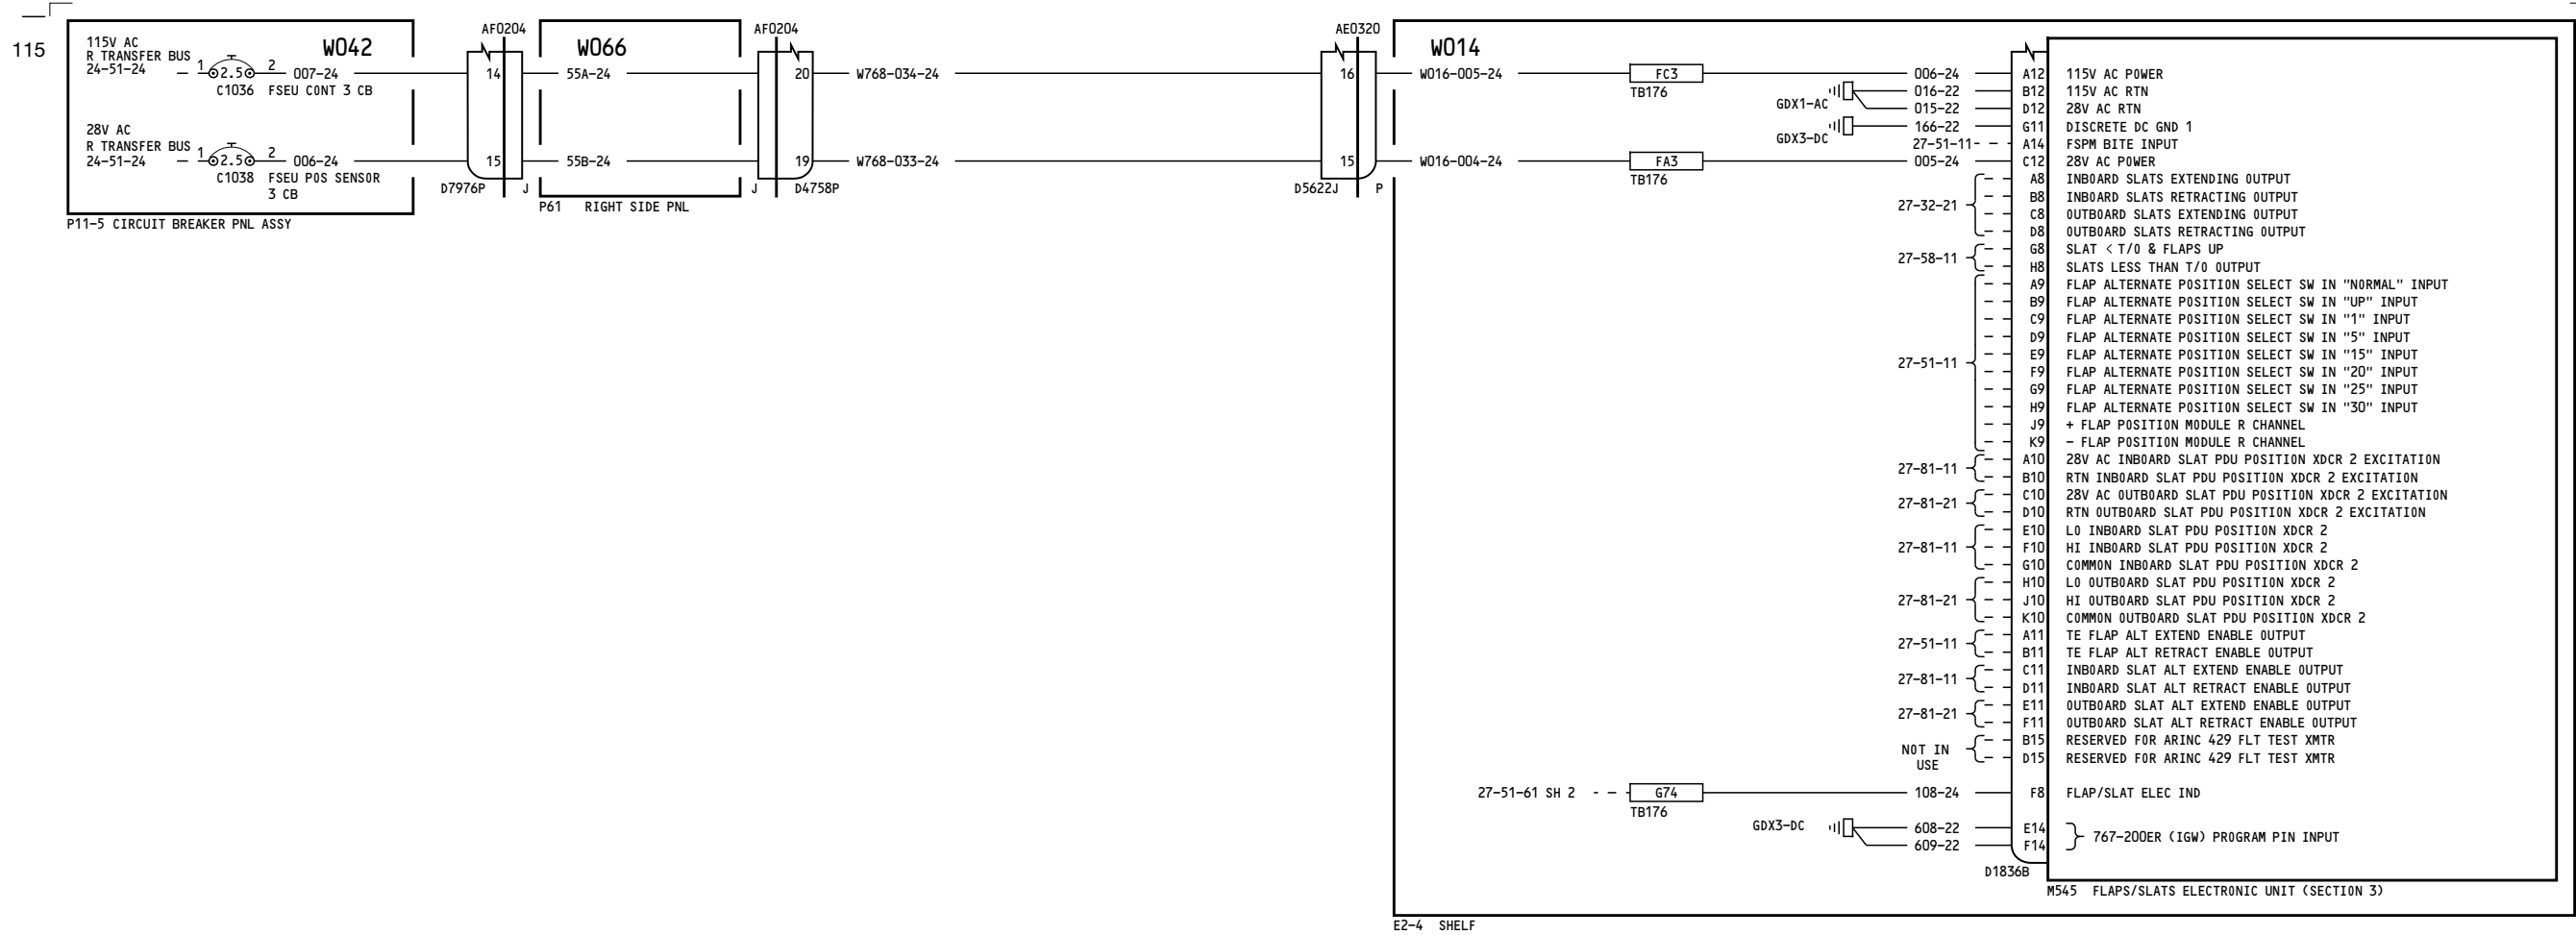 115
115V AC
R TRANSFER BUS
24-51-24
1
2.5
2
007-24
C1036
FSEU CONT 3 CB
W042
28V AC
R TRANSFER BUS
24-51-24
1
2.5
2
006-24
C1038
FSEU POS SENSOR
3 CB
P11-5 CIRCUIT BREAKER PNL ASSY
AF0204
14
15
D7976P
J
W066
55A-24
55B-24
P61
RIGHT SIDE PNL
AF0204
20
19
J
D4758P
W768-034-24
W768-033-24
AE0320
16
15
D5622J
P
W014
W016-005-24
FC3
TB176
W016-004-24
FA3
TB176
006-24
A12
115V AC POWER
GDX1-AC
016-22
B12
115V AC RTN
015-22
D12
28V AC RTN
GDX3-DC
166-22
G11
DISCRETE DC GND 1
27-51-11
A14
FSPM BITE INPUT
005-24
C12
28V AC POWER
27-32-21
A8
INBOARD SLATS EXTENDING OUTPUT
B8
INBOARD SLATS RETRACTING OUTPUT
C8
OUTBOARD SLATS EXTENDING OUTPUT
D8
OUTBOARD SLATS RETRACTING OUTPUT
27-58-11
G8
SLAT < T/O & FLAPS UP
H8
SLATS LESS THAN T/O OUTPUT
27-51-11
A9
FLAP ALTERNATE POSITION SELECT SW IN "NORMAL" INPUT
B9
FLAP ALTERNATE POSITION SELECT SW IN "UP" INPUT
C9
FLAP ALTERNATE POSITION SELECT SW IN "1" INPUT
D9
FLAP ALTERNATE POSITION SELECT SW IN "5" INPUT
E9
FLAP ALTERNATE POSITION SELECT SW IN "15" INPUT
F9
FLAP ALTERNATE POSITION SELECT SW IN "20" INPUT
G9
FLAP ALTERNATE POSITION SELECT SW IN "25" INPUT
H9
FLAP ALTERNATE POSITION SELECT SW IN "30" INPUT
J9
+ FLAP POSITION MODULE R CHANNEL
K9
- FLAP POSITION MODULE R CHANNEL
27-81-11
A10
28V AC INBOARD SLAT PDU POSITION XDCR 2 EXCITATION
B10
RTN INBOARD SLAT PDU POSITION XDCR 2 EXCITATION
27-81-21
C10
28V AC OUTBOARD SLAT PDU POSITION XDCR 2 EXCITATION
D10
RTN OUTBOARD SLAT PDU POSITION XDCR 2 EXCITATION
27-81-11
E10
LO INBOARD SLAT PDU POSITION XDCR 2
F10
HI INBOARD SLAT PDU POSITION XDCR 2
G10
COMMON INBOARD SLAT PDU POSITION XDCR 2
27-81-21
H10
LO OUTBOARD SLAT PDU POSITION XDCR 2
J10
HI OUTBOARD SLAT PDU POSITION XDCR 2
K10
COMMON OUTBOARD SLAT PDU POSITION XDCR 2
27-51-11
A11
TE FLAP ALT EXTEND ENABLE OUTPUT
B11
TE FLAP ALT RETRACT ENABLE OUTPUT
27-81-11
C11
INBOARD SLAT ALT EXTEND ENABLE OUTPUT
D11
INBOARD SLAT ALT RETRACT ENABLE OUTPUT
27-81-21
E11
OUTBOARD SLAT ALT EXTEND ENABLE OUTPUT
F11
OUTBOARD SLAT ALT RETRACT ENABLE OUTPUT
NOT IN
USE
B15
RESERVED FOR ARINC 429 FLT TEST XMTR
D15
RESERVED FOR ARINC 429 FLT TEST XMTR
27-51-61 SH 2
G74
TB176
108-24
F8
FLAP/SLAT ELEC IND
GDX3-DC
608-22
E14
609-22
F14
767-200ER (IGW) PROGRAM PIN INPUT
D1836B
M545 FLAPS/SLATS ELECTRONIC UNIT (SECTION 3)
E2-4 SHELF